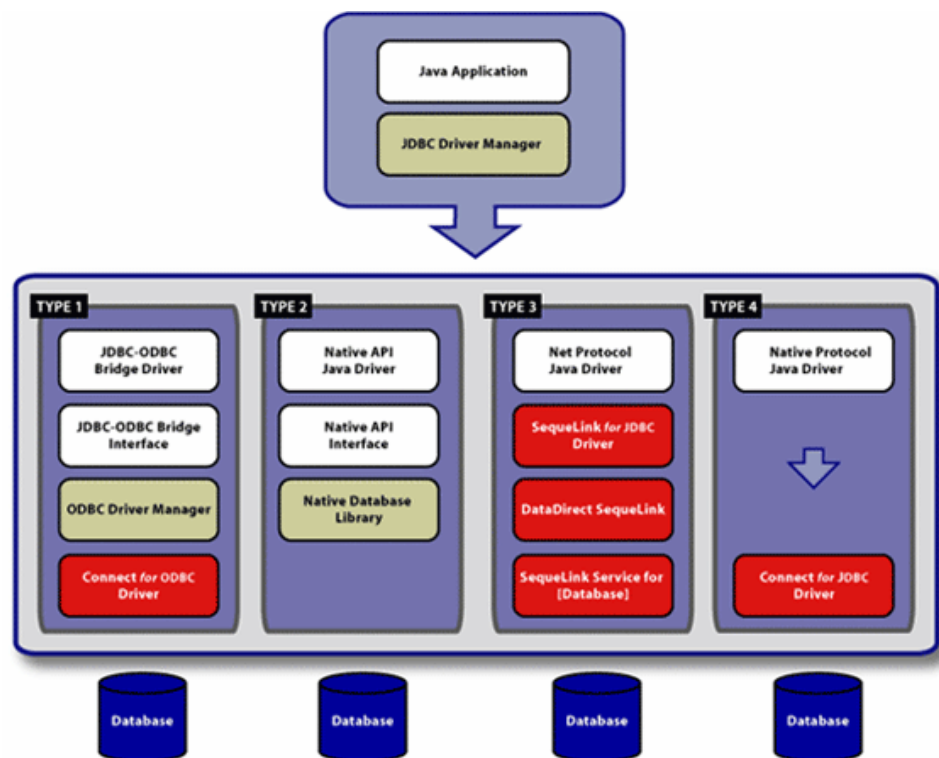 Java Application
JDBC Driver Manager
TYPE 1
JDBC-ODBC
Bridge Driver
JDBC-ODBC Bridge
Interface
ODBC Driver Manager
Connect for ODBC
Driver
TYPE 2
Native API
Java Driver
Native API
Interface
Native Database
Library
TYPE 3
Net Protocol
Java Driver
SequeLink for JDBC
Driver
DataDirect SequeLink
SequeLink Service for
[Database]
TYPE 4
Native Protocol
Java Driver
Connect for JDBC
Driver
Database
Database
Database
Database